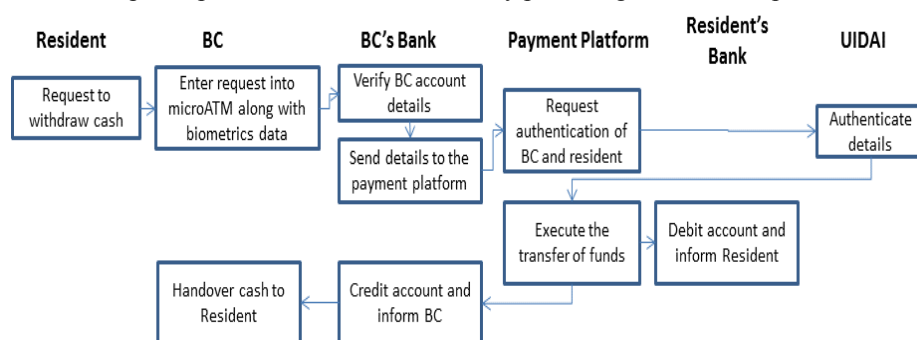 Resident BC BC's Bank Payment Platform Resident's Bank UIDAI
Request to
withdraw cash
Enter request into
microATM along with
biometrics data
Verify BC account
details
Send details to the
payment platform
Request
authentication of
BC and resident
Authenticate
details
Execute the
transfer of funds
Debit account and
inform Resident
Credit account and
inform BC
Handover cash to
Resident